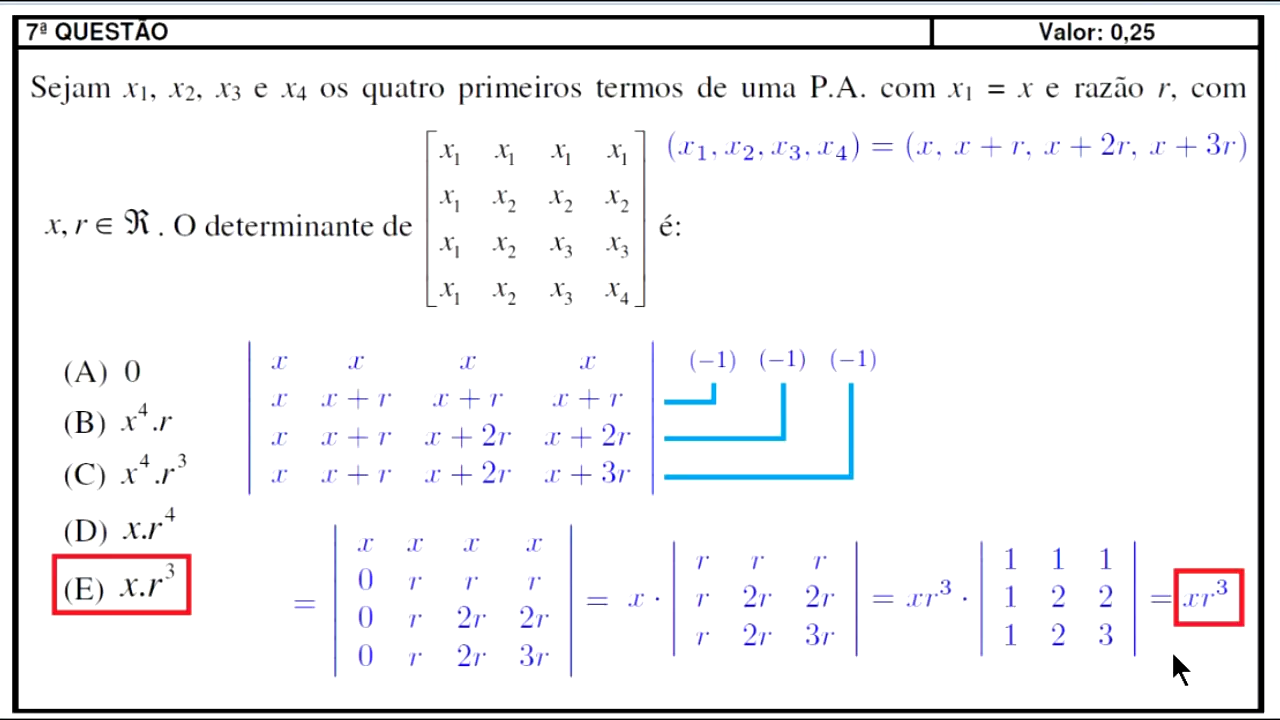 7ª QUESTÃO Valor: 0,25
Sejam x₁, x₂, x₃ e x₄ os quatro primeiros termos de uma P.A. com x₁ = x e razão r, com
x₁ x₁ x₁ x₁ (x₁, x₂, x₃, x₄) = (x, x + r, x + 2r, x + 3r)
x₁ x₂ x₂ x₂
x, r ∈ ℜ. O determinante de é:
x₁ x₂ x₃ x₃
x₁ x₂ x₃ x₄
(A) 0
(B) x⁴.r
(C) x⁴.r³
(D) x.r⁴
(E) x.r³
x x x x (−1) (−1) (−1)
x x + r x + r x + r
x x + r x + 2r x + 2r
x x + r x + 2r x + 3r
= x x x x
0 r r r
0 r 2r 2r
0 r 2r 3r
= x · r r r
r 2r 2r
r 2r 3r
= xr³ · 1 1 1
1 2 2
1 2 3
= xr³